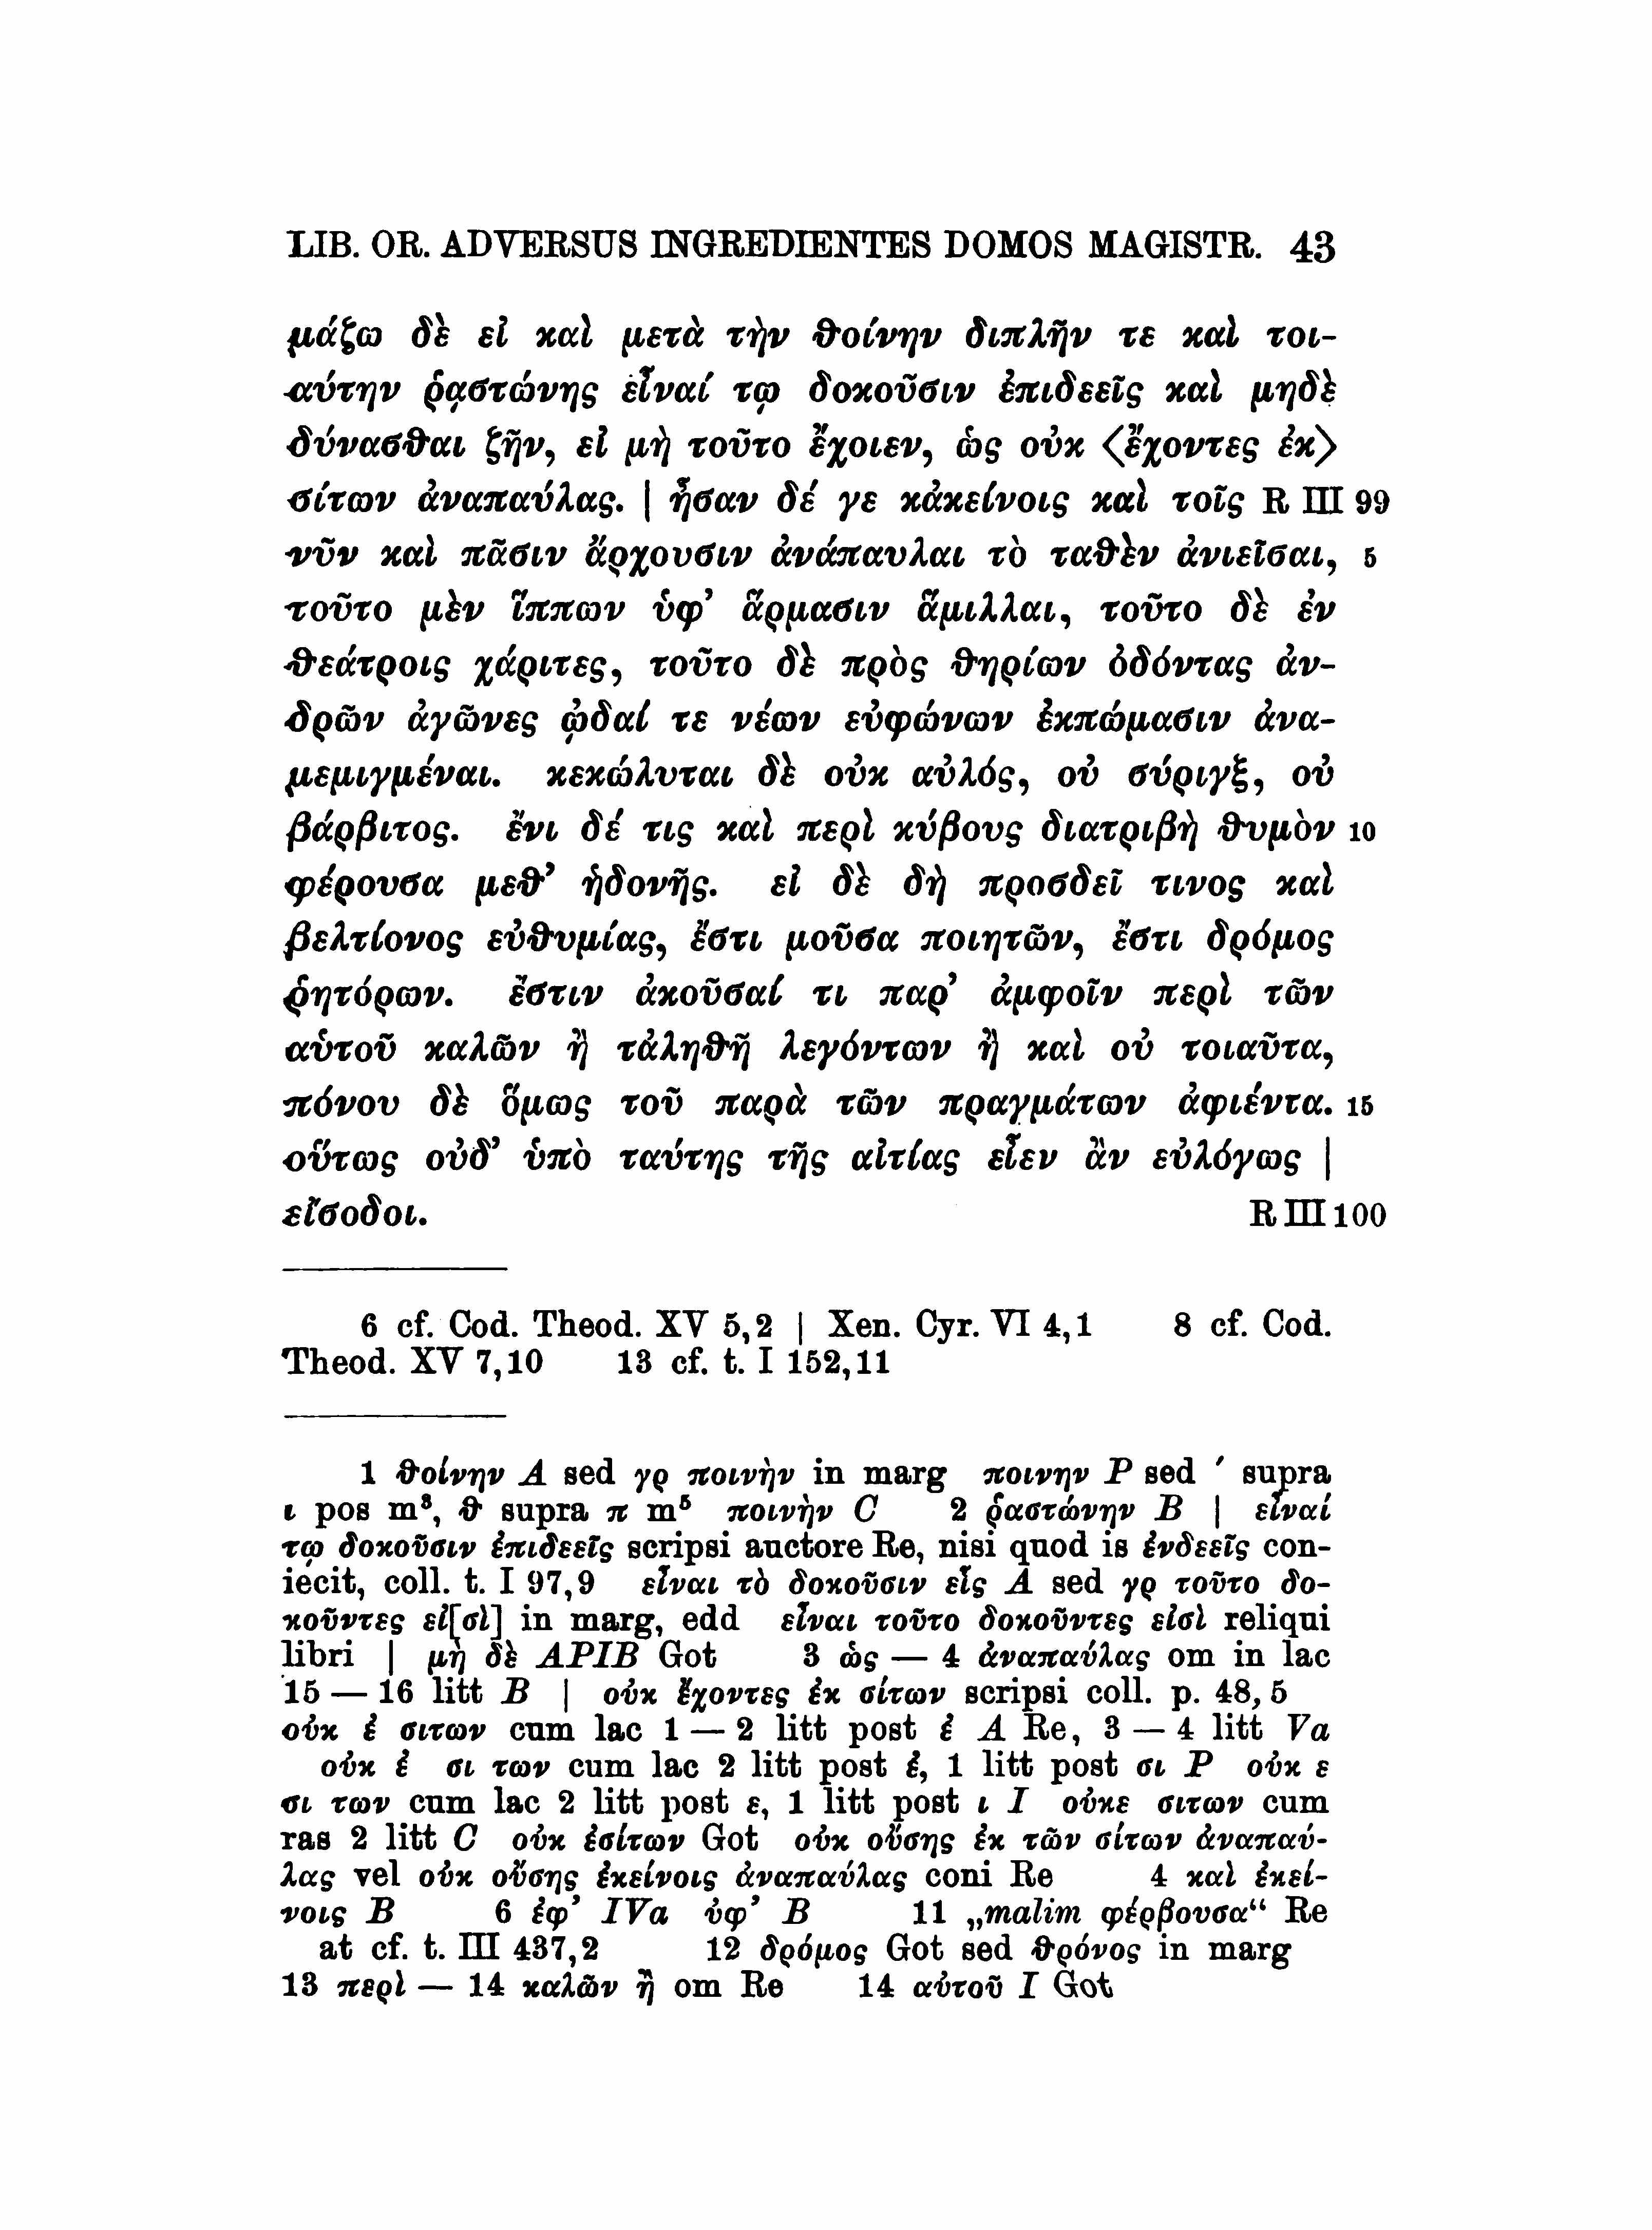 LIB. OR. ADVERSUS INGREDIENTES DOMOS MAGISTR. 43
μάζω δὲ εἰ καὶ μετὰ τὴν θοίνην διπλῆν τε καὶ τοι-
αύτην ῥᾳστώνης εἶναί τῳ δοκοῦσιν ἐπιδεεῖς καὶ μηδὲ
δύνασθαι ζῆν, εἰ μὴ τοῦτο ἔχοιεν, ὡς οὐκ ⟨ἔχοντες ἐκ⟩
σίτων ἀναπαύλας. | ἦσαν δέ γε κἀκείνοις καὶ τοῖς R III 99
νῦν καὶ πᾶσιν ἄρχουσιν ἀνάπαυλαι τὸ ταθὲν ἀνιεῖσαι, 5
τοῦτο μὲν ἵππων ὑφ’ ἅρμασιν ἅμιλλαι, τοῦτο δὲ ἐν
θεάτροις χάριτες, τοῦτο δὲ πρὸς θηρίων ὀδόντας ἀν-
δρῶν ἀγῶνες ᾠδαί τε νέων εὐφώνων ἐκπώμασιν ἀνα-
μεμιγμέναι. κεκώλυται δὲ οὐκ αὐλός, οὐ σύριγξ, οὐ
βάρβιτος. ἔνι δέ τις καὶ περὶ κύβους διατριβὴ θυμὸν 10
φέρουσα μεθ’ ἡδονῆς. εἰ δὲ δὴ προσδεῖ τινος καὶ
βελτίονος εὐθυμίας, ἔστι μοῦσα ποιητῶν, ἔστι δρόμος
ῥητόρων. ἔστιν ἀκοῦσαί τι παρ’ ἀμφοῖν περὶ τῶν
αὑτοῦ καλῶν ἢ τἀληθῆ λεγόντων ἢ καὶ οὐ τοιαῦτα,
πόνου δὲ ὅμως τοῦ παρὰ τῶν πραγμάτων ἀφιέντα. 15
οὕτως οὐδ’ ὑπὸ ταύτης τῆς αἰτίας εἶεν ἂν εὐλόγως |
εἴσοδοι. R III 100
6 cf. Cod. Theod. XV 5,2 | Xen. Cyr. VI 4,1 8 cf. Cod.
Theod. XV 7,10 13 cf. t. I 152,11
1 θοίνην A sed γρ ποινὴν in marg ποινην P sed ´ supra
ι pos m³, θ supra π m⁵ ποινὴν C 2 ῥαστώνην B | εἶναί
τῳ δοκοῦσιν ἐπιδεεῖς scripsi auctore Re, nisi quod is ἐνδεεῖς con-
iecit, coll. t. I 97,9 εἶναι τὸ δοκοῦσιν εἰς A sed γρ τοῦτο δο-
κοῦντες εἰ[σὶ] in marg, edd εἶναι τοῦτο δοκοῦντες εἰσὶ reliqui
libri | μὴ δὲ APIB Got 3 ὡς — 4 ἀναπαύλας om in lac
15 — 16 litt B | οὐκ ἔχοντες ἐκ σίτων scripsi coll. p. 48, 5
οὐκ ἐ σιτων cum lac 1 — 2 litt post ἐ A Re, 3 — 4 litt Va
οὐκ ἐ σι των cum lac 2 litt post ἐ, 1 litt post σι P οὐκ ε
σι των cum lac 2 litt post ε, 1 litt post ι I οὐκε σιτων cum
ras 2 litt C οὐκ ἐσίτων Got οὐκ οὔσης ἐκ τῶν σίτων ἀναπαύ-
λας vel οὐκ οὔσης ἐκείνοις ἀναπαύλας coni Re 4 καὶ ἐκεί-
νοις B 6 ἐφ’ IVa ὑφ’ B 11 „malim φέρβουσα“ Re
at cf. t. III 437,2 12 δρόμος Got sed θρόνος in marg
13 περὶ — 14 καλῶν ἢ om Re 14 αὐτοῦ I Got